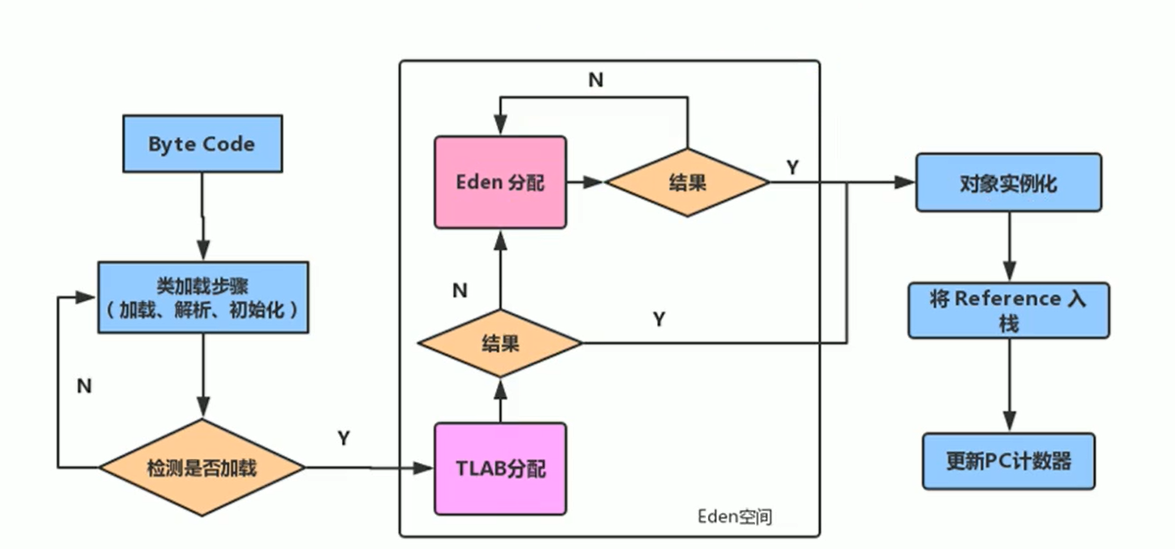 Byte Code
类加载步骤
（加载、解析、初始化）
N
检测是否加载
Y
N
Eden 分配
结果
Y
N
结果
Y
TLAB分配
Eden空间
对象实例化
将 Reference 入
栈
更新PC计数器